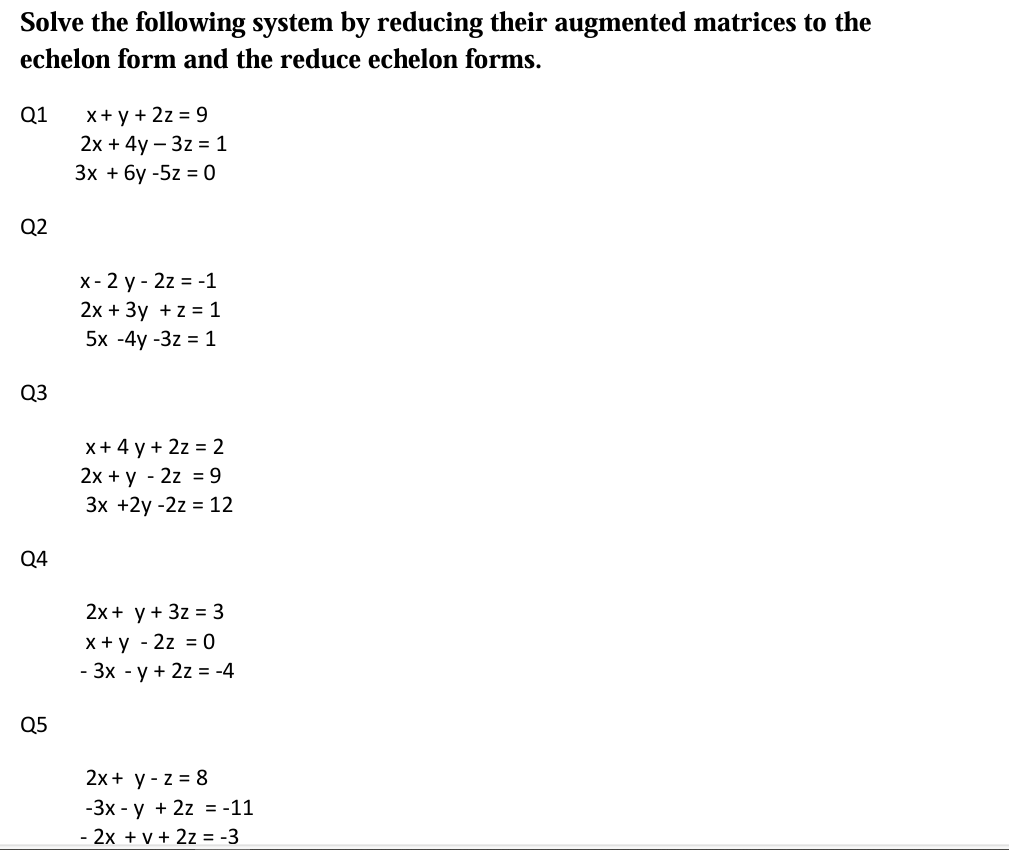 Solve the following system by reducing their augmented matrices to the
echelon form and the reduce echelon forms.
Q1 x + y + 2z = 9
2x + 4y – 3z = 1
3x + 6y -5z = 0
Q2
x - 2 y - 2z = -1
2x + 3y + z = 1
5x -4y -3z = 1
Q3
x + 4 y + 2z = 2
2x + y - 2z = 9
3x +2y -2z = 12
Q4
2x + y + 3z = 3
x + y - 2z = 0
- 3x - y + 2z = -4
Q5
2x + y - z = 8
-3x - y + 2z = -11
- 2x + y + 2z = -3